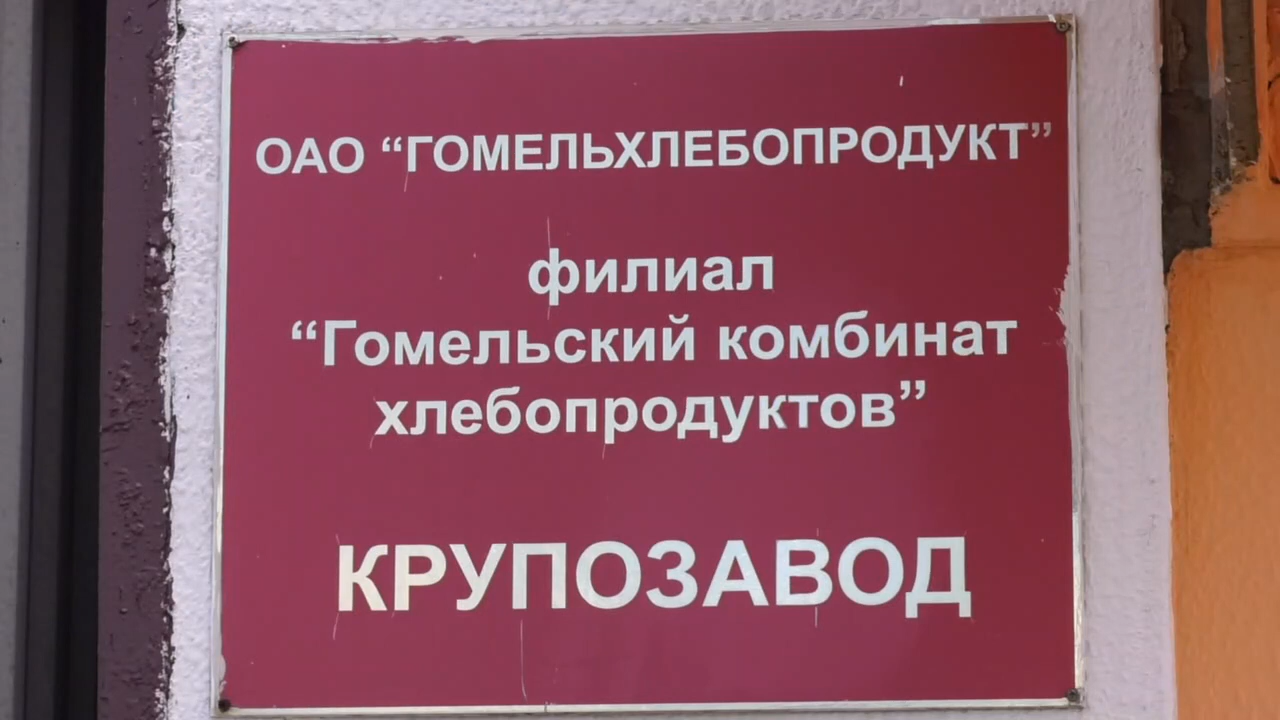 ОАО “ГОМЕЛЬХЛЕБОПРОДУКТ”
филиал
“Гомельский комбинат
хлебопродуктов”
КРУПОЗАВОД